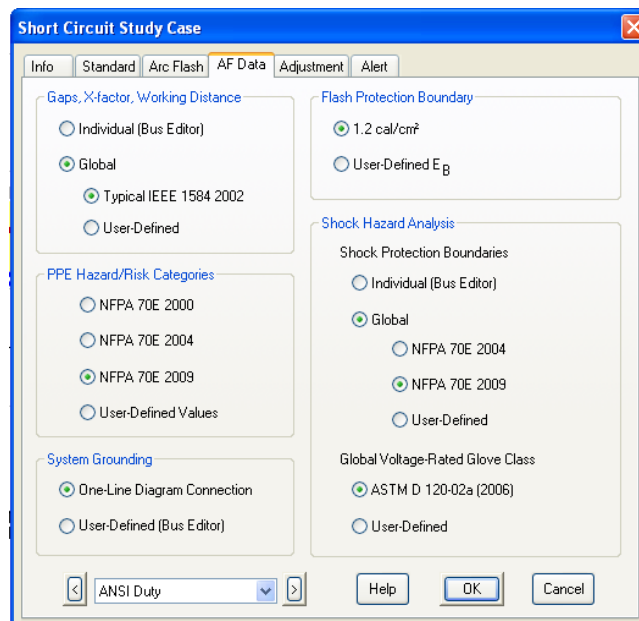 Short Circuit Study Case
Info
Standard
Arc Flash
AF Data
Adjustment
Alert
Gaps, X-factor, Working Distance
Individual (Bus Editor)
Global
Typical IEEE 1584 2002
User-Defined
PPE Hazard/Risk Categories
NFPA 70E 2000
NFPA 70E 2004
NFPA 70E 2009
User-Defined Values
System Grounding
One-Line Diagram Connection
User-Defined (Bus Editor)
Flash Protection Boundary
1.2 cal/cm²
User-Defined E_B
Shock Hazard Analysis
Shock Protection Boundaries
Individual (Bus Editor)
Global
NFPA 70E 2004
NFPA 70E 2009
User-Defined
Global Voltage-Rated Glove Class
ASTM D 120-02a (2006)
User-Defined
<
ANSI Duty
>
Help
OK
Cancel